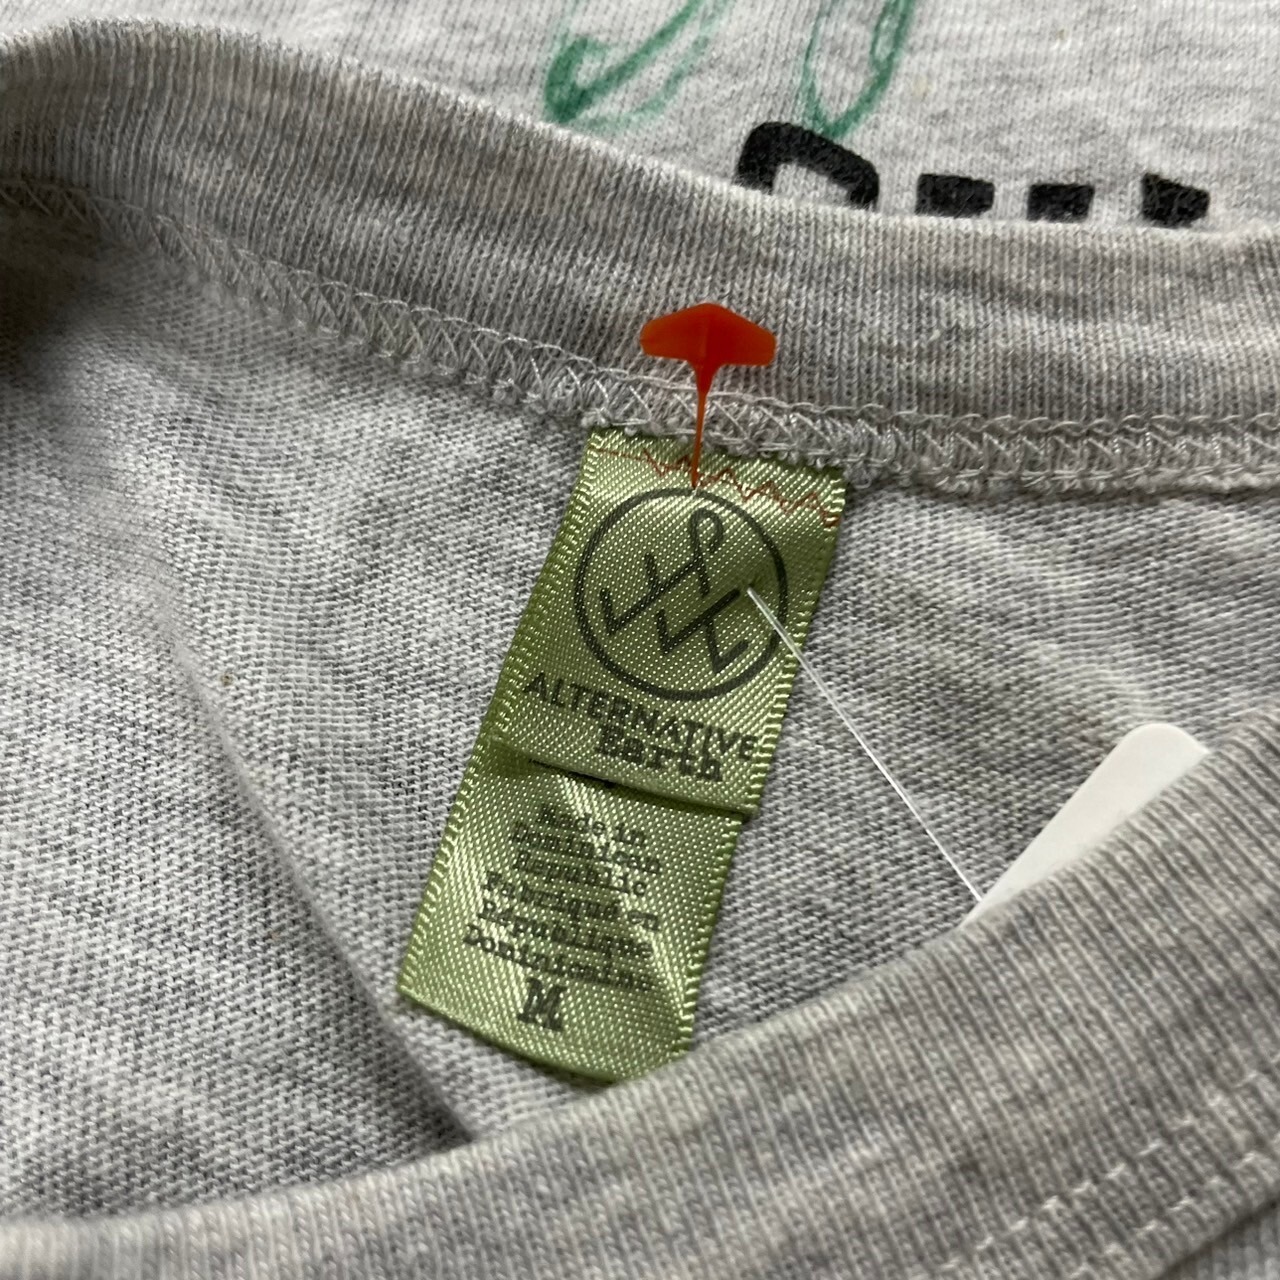 ALTERNATIVE
Earth
Made in
Dominican
Republic
Fabriqué en
République
Dominicaine
M